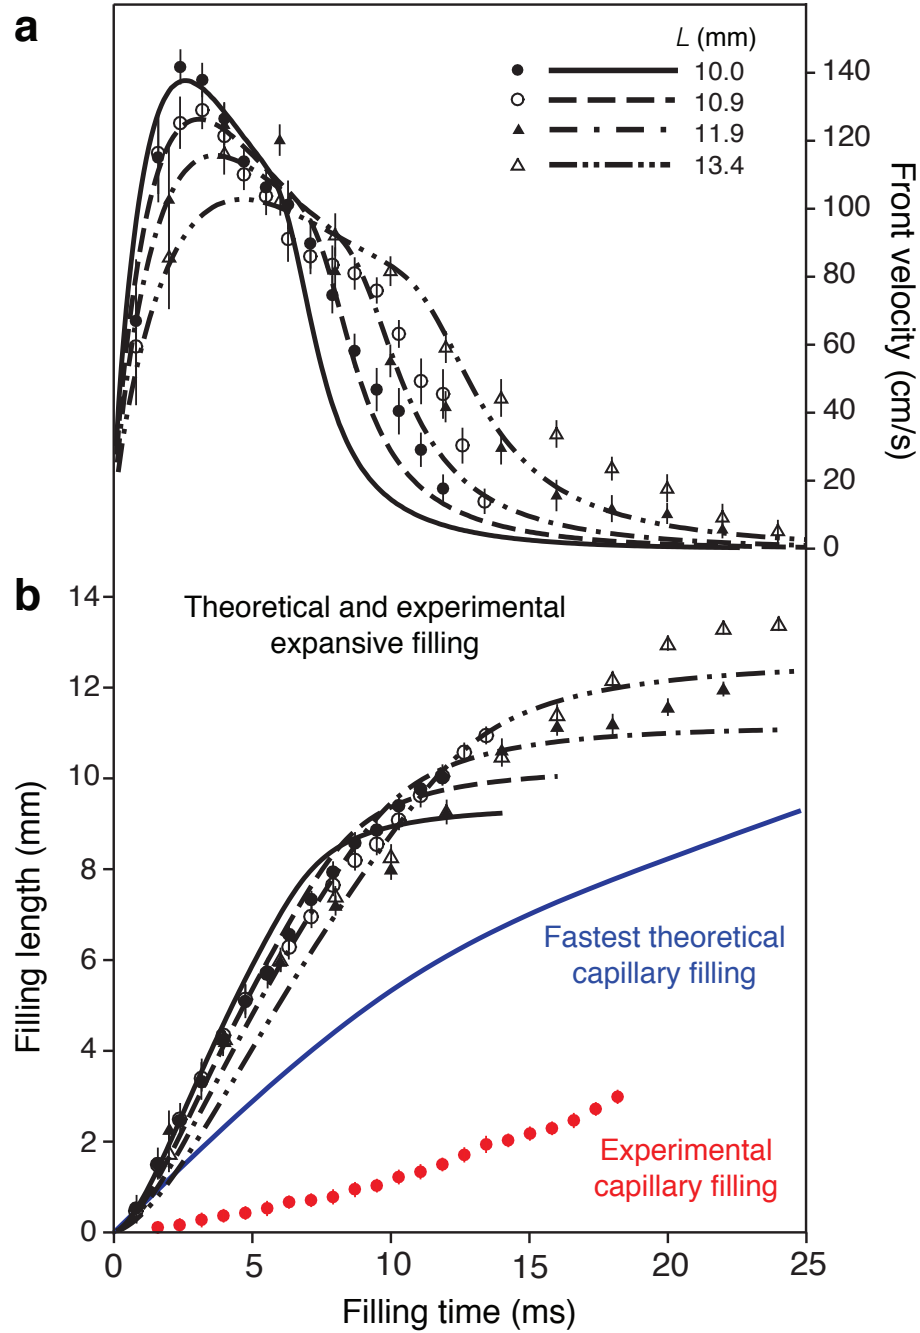 a
L (mm)
10.0
10.9
11.9
13.4
140
120
100
80
60
40
20
0
Front velocity (cm/s)
b
Theoretical and experimental
expansive filling
14
12
10
8
6
4
2
0
Filling length (mm)
Fastest theoretical
capillary filling
Experimental
capillary filling
0 5 10 15 20 25
Filling time (ms)